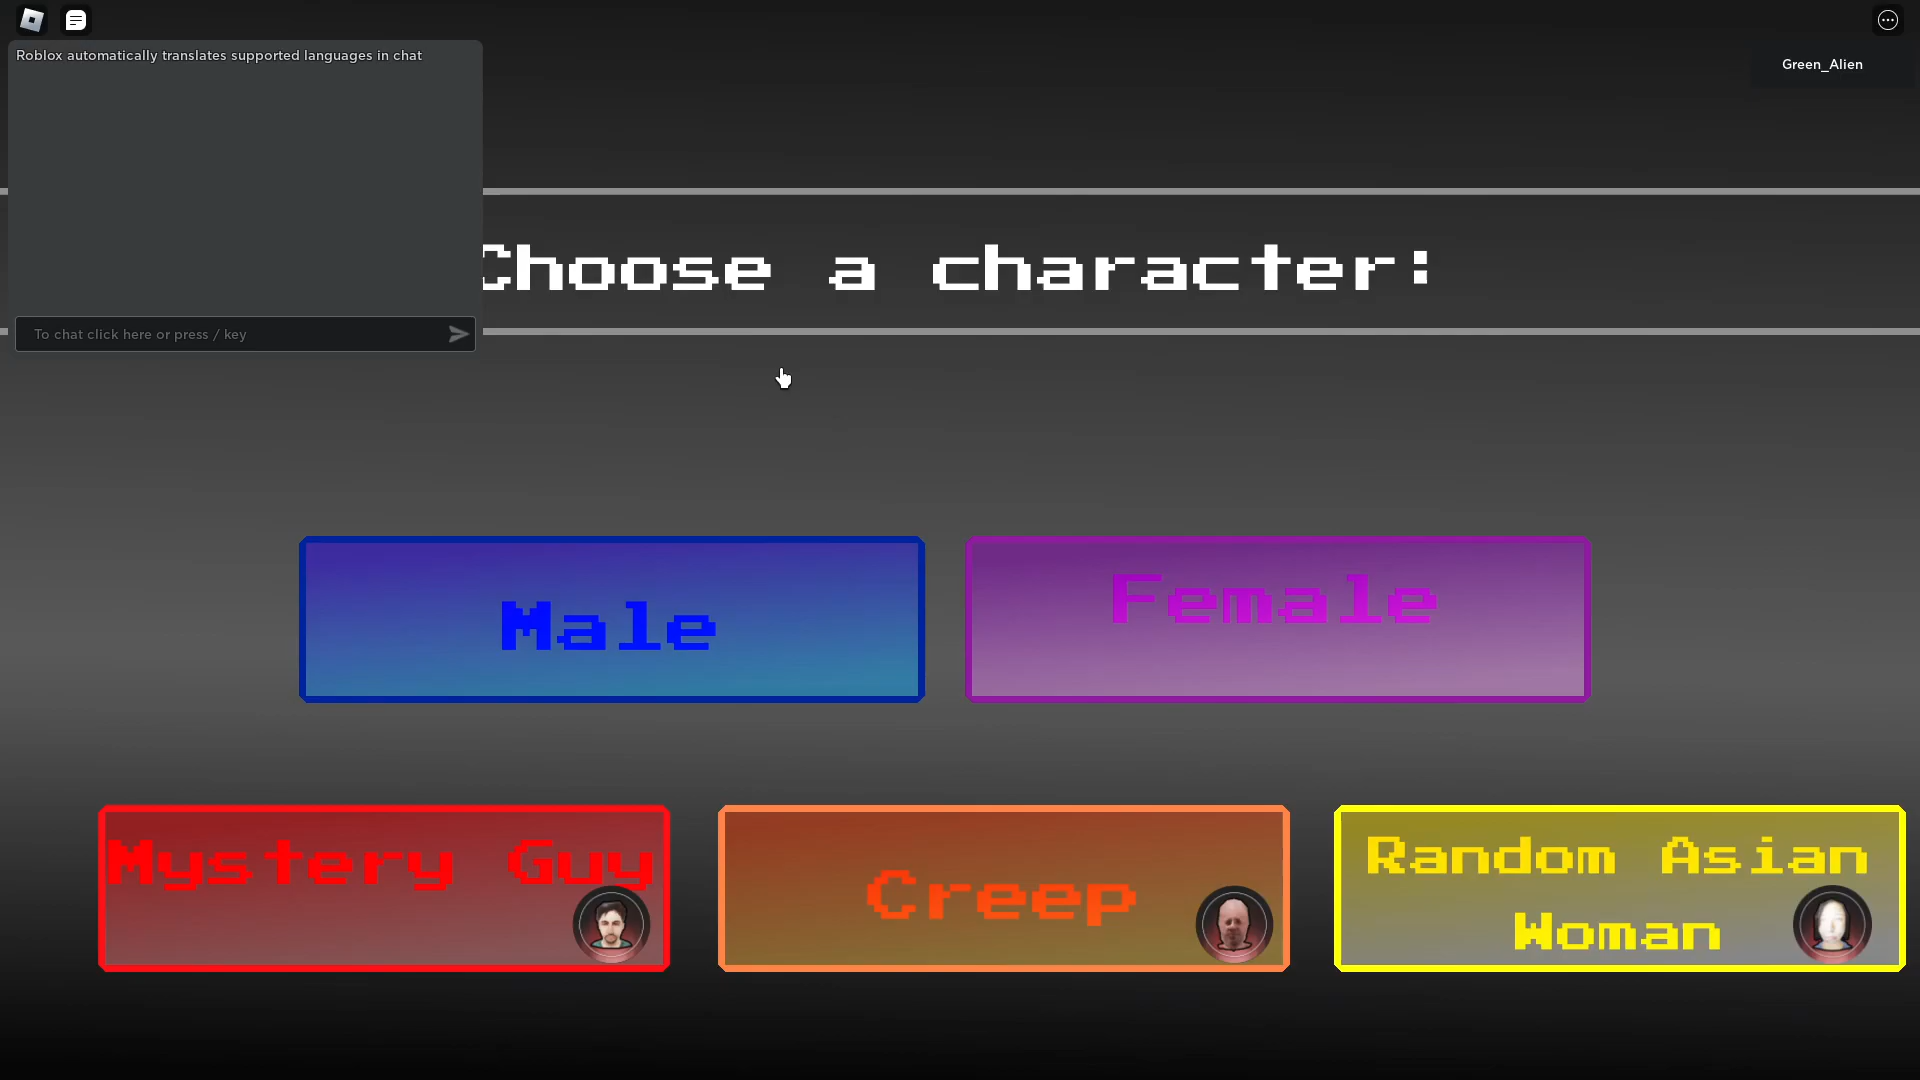 Roblox automatically translates supported languages in chat
Green_Alien
Choose a character:
To chat click here or press / key
Male
Female
Mystery Guy
Creep
Random Asian
Woman